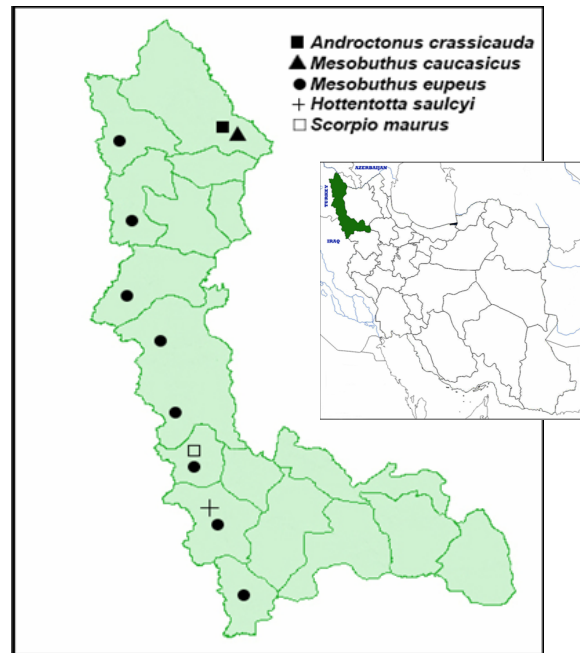 Androctonus crassicauda
Mesobuthus caucasicus
Mesobuthus eupeus
Hottentotta saulcyi
Scorpio maurus
AZERBAIJAN
TURKEY
IRAQ